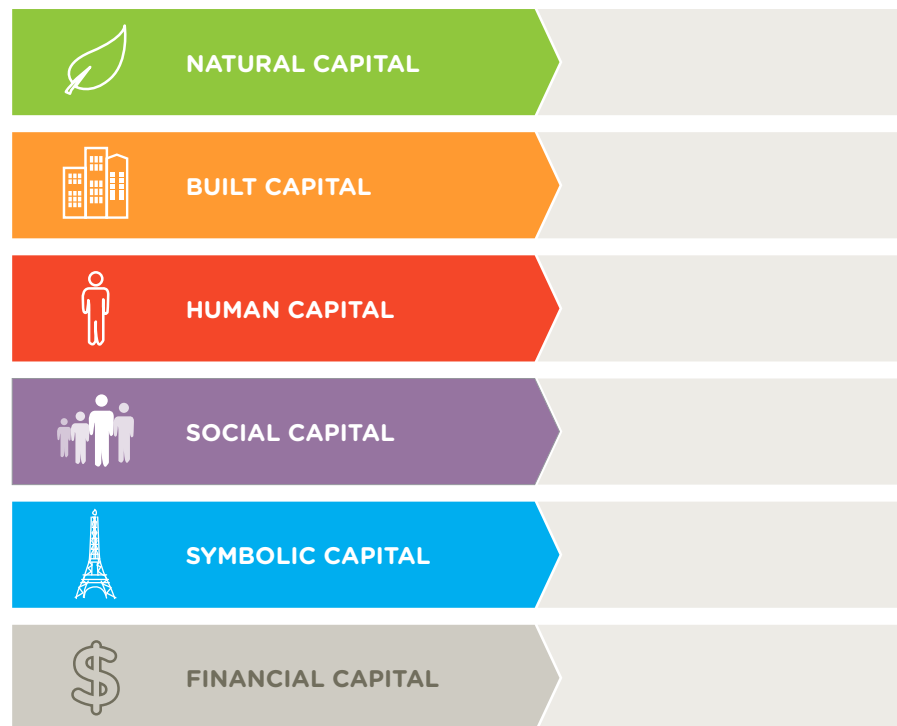 NATURAL CAPITAL
BUILT CAPITAL
HUMAN CAPITAL
SOCIAL CAPITAL
SYMBOLIC CAPITAL
FINANCIAL CAPITAL